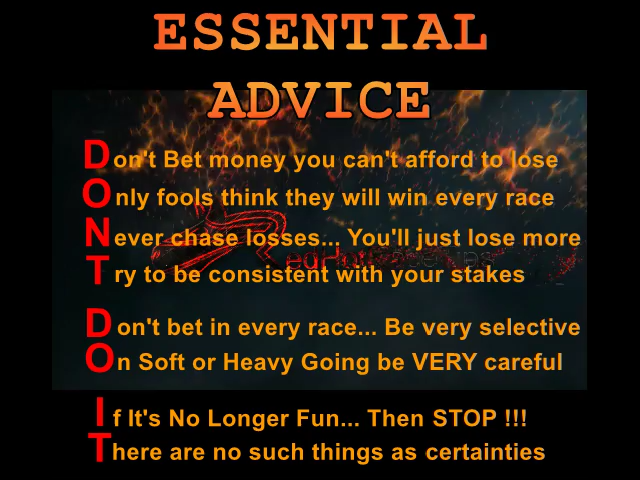 ESSENTIAL
ADVICE
Don't Bet money you can't afford to lose
Only fools think they will win every race
Never chase losses... You'll just lose more
Try to be consistent with your stakes
Don't bet in every race... Be very selective
On Soft or Heavy Going be VERY careful
If It's No Longer Fun... Then STOP !!!
There are no such things as certainties